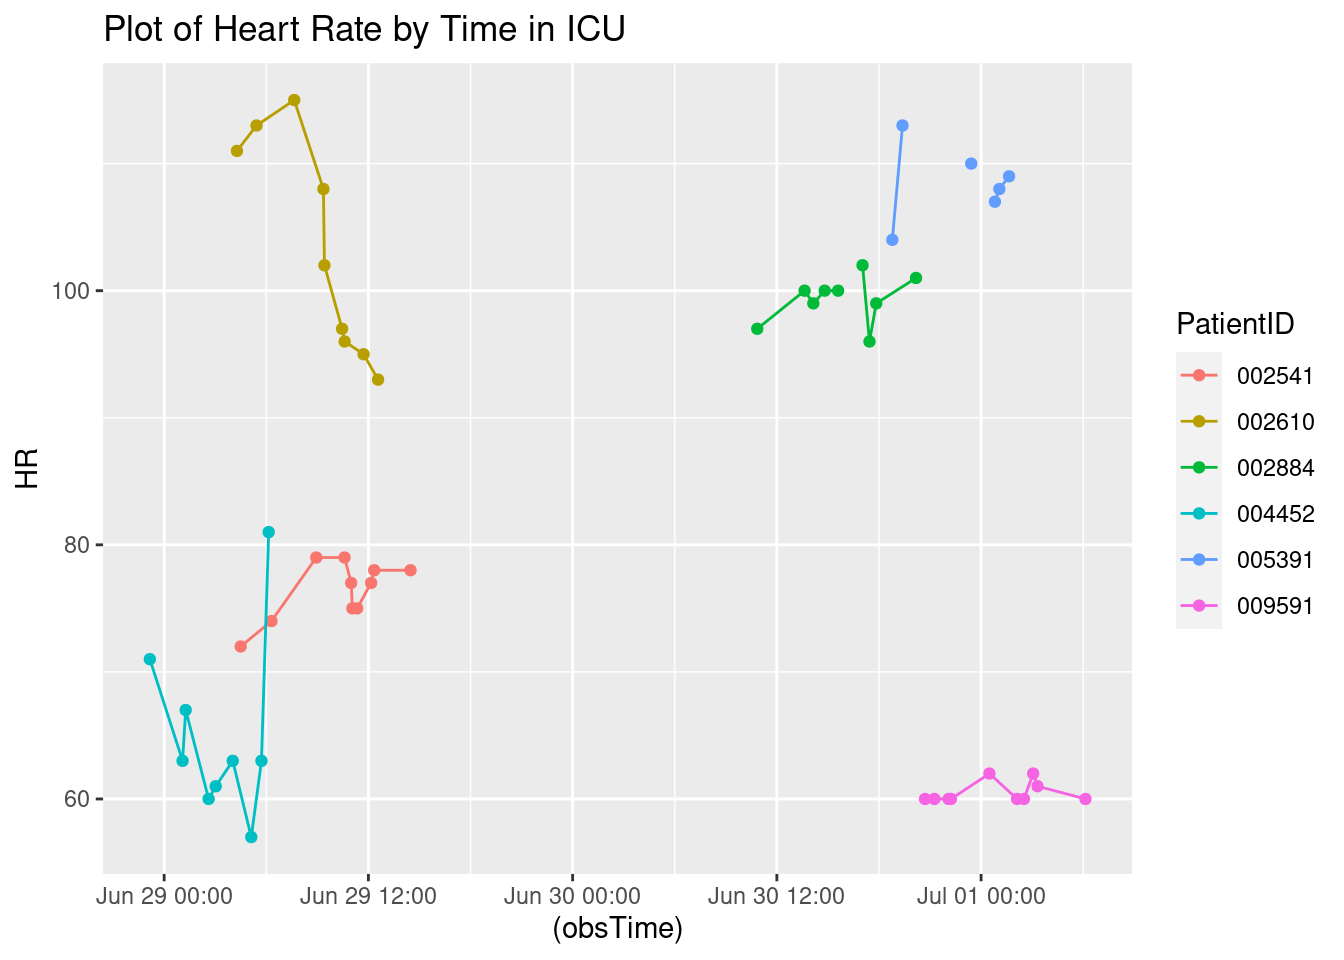 Plot of Heart Rate by Time in ICU
HR
100
80
60
Jun 29 00:00
Jun 29 12:00
Jun 30 00:00
Jun 30 12:00
Jul 01 00:00
(obsTime)
PatientID
002541
002610
002884
004452
005391
009591